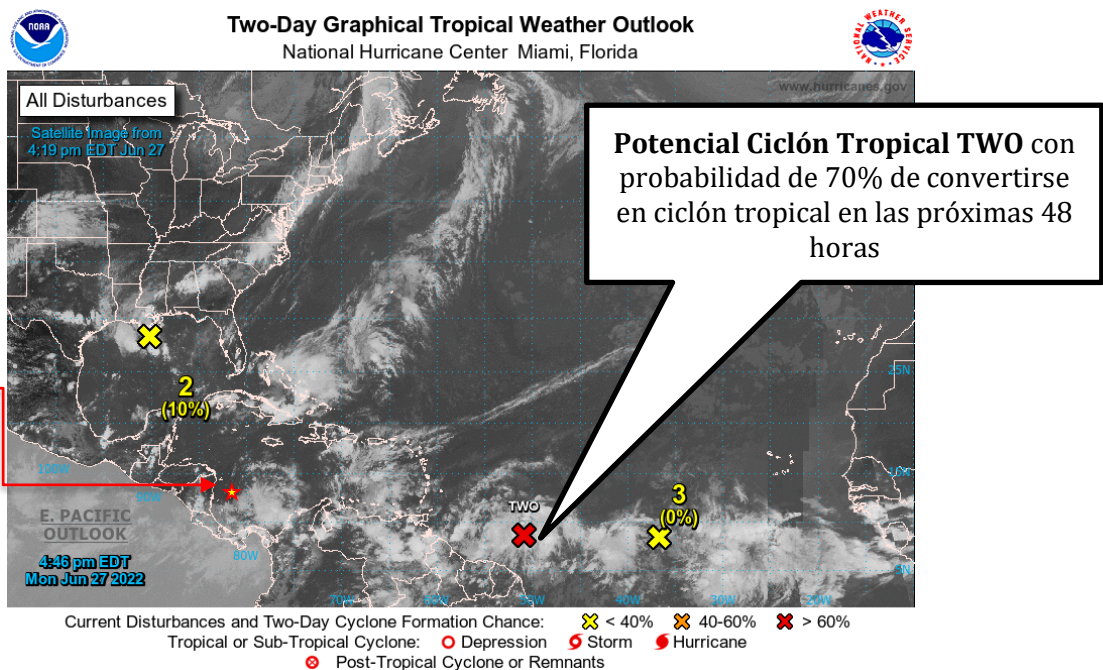 Two-Day Graphical Tropical Weather Outlook
National Hurricane Center Miami, Florida
NOAA
NATIONAL WEATHER SERVICE
www.hurricanes.gov
All Disturbances
Satellite Image from
4:19 pm EDT Jun 27
Potencial Ciclón Tropical TWO con
probabilidad de 70% de convertirse
en ciclón tropical en las próximas 48
horas
2
(10%)
25N
100W
15N
90W
TWO
3
(0%)
E. PACIFIC
OUTLOOK
4:46 pm EDT
Mon Jun 27 2022
80W
5N
70W
60W
50W
40W
30W
20W
Current Disturbances and Two-Day Cyclone Formation Chance: < 40% 40-60% > 60%
Tropical or Sub-Tropical Cyclone: Depression Storm Hurricane
Post-Tropical Cyclone or Remnants